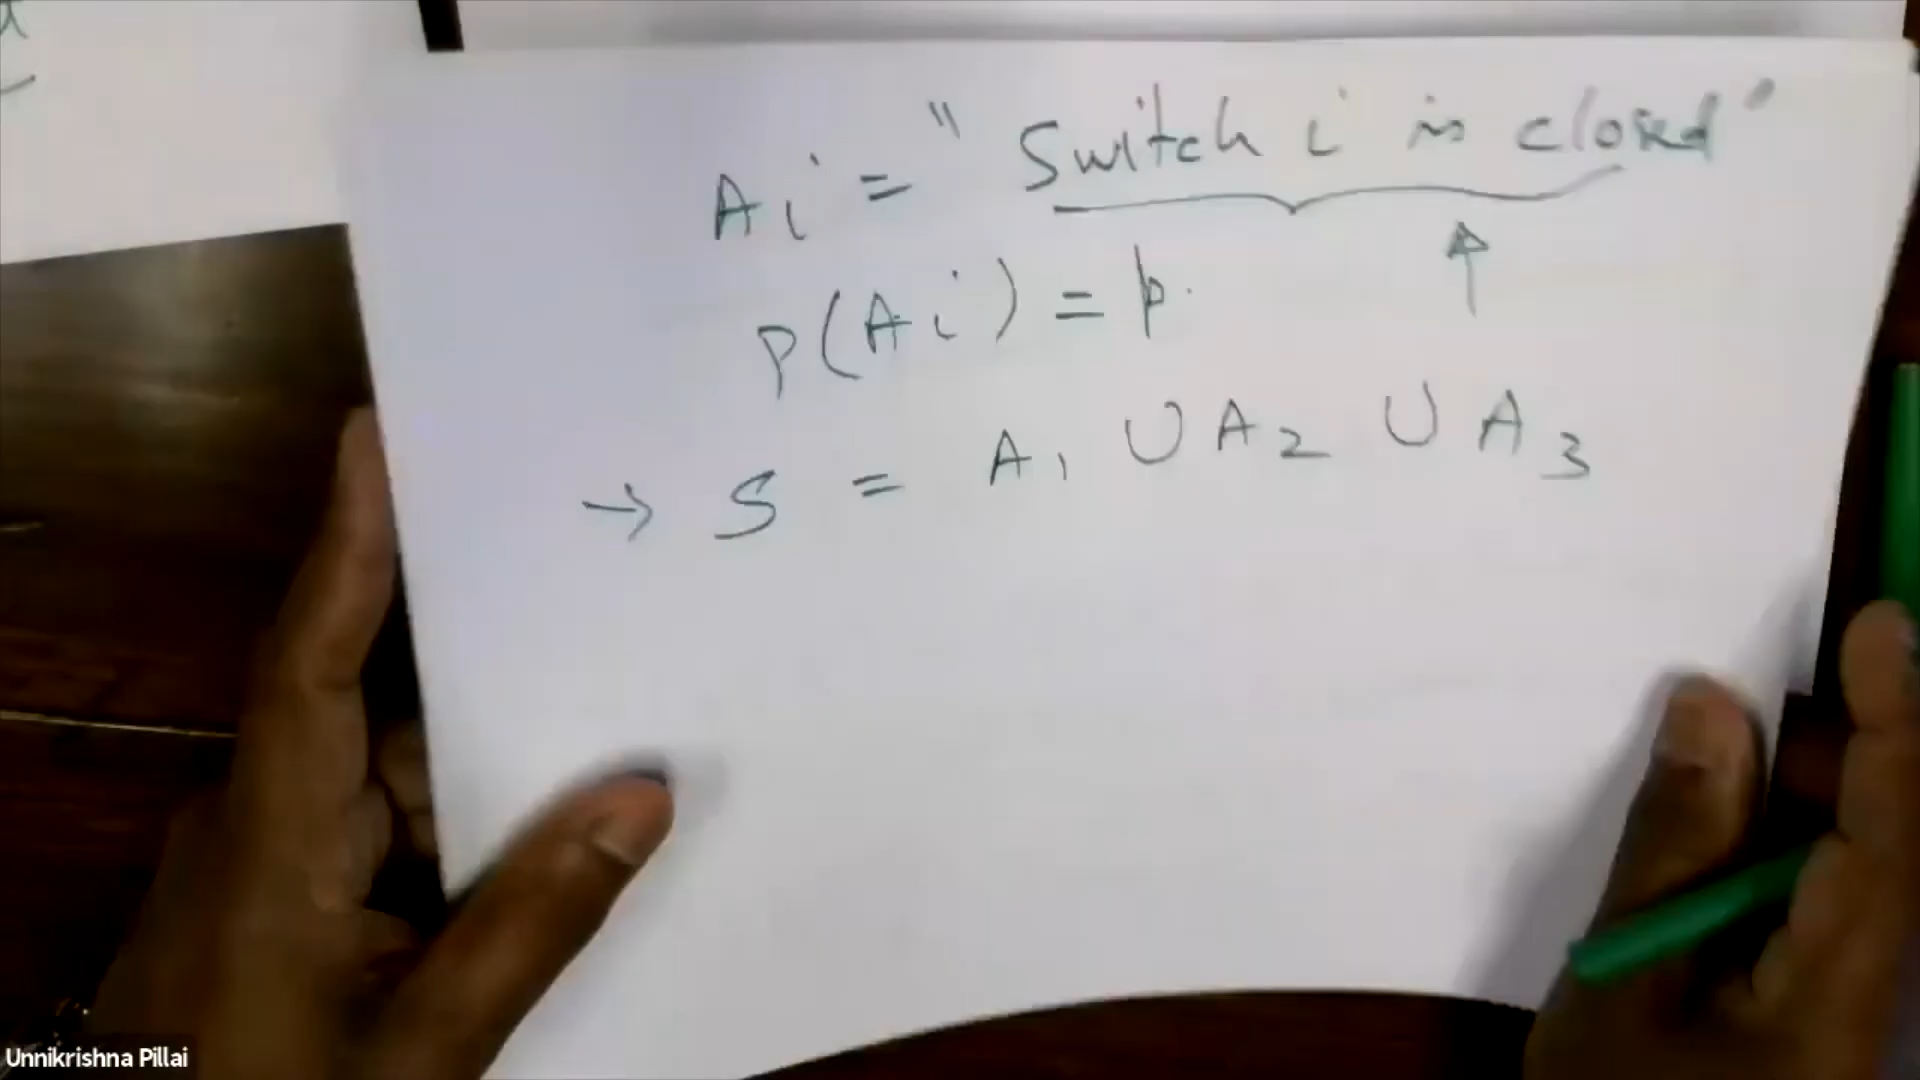 Ai = "Switch i is closed"
P(Ai) = p.
→ S = A1 ∪ A2 ∪ A3
Unnikrishna Pillai